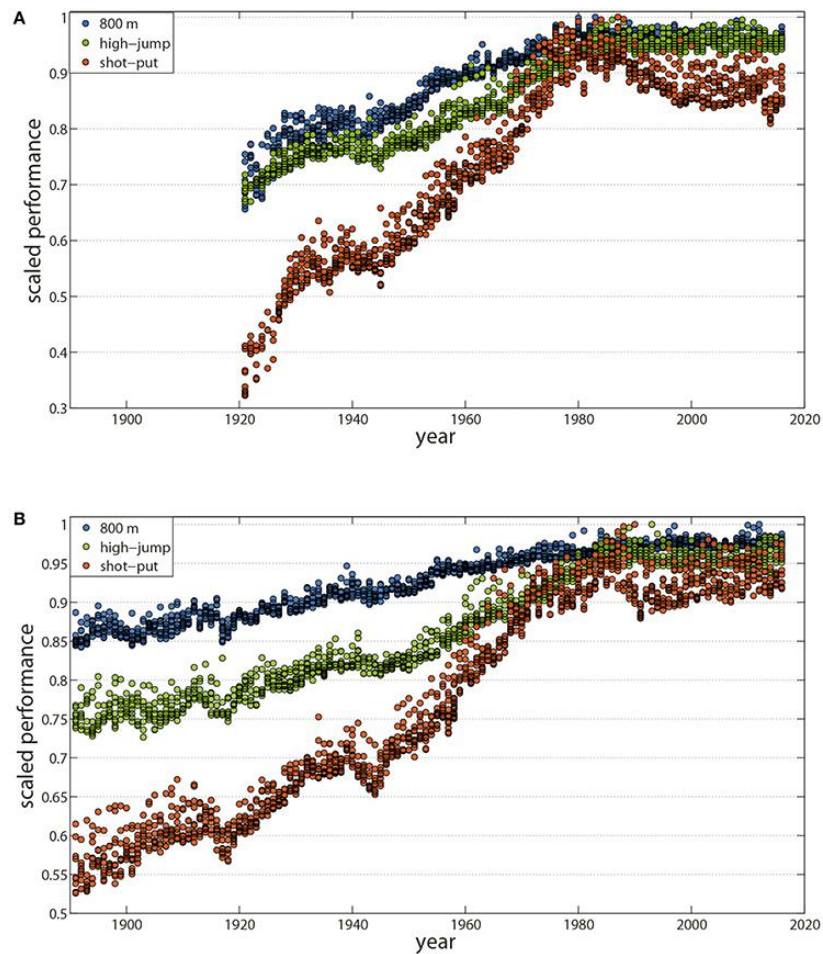 A
800 m
high-jump
shot-put
scaled performance
1
0.9
0.8
0.7
0.6
0.5
0.4
0.3
1900 1920 1940 1960 1980 2000 2020
year
B
800 m
high-jump
shot-put
scaled performance
1
0.95
0.9
0.85
0.8
0.75
0.7
0.65
0.6
0.55
0.5
1900 1920 1940 1960 1980 2000 2020
year